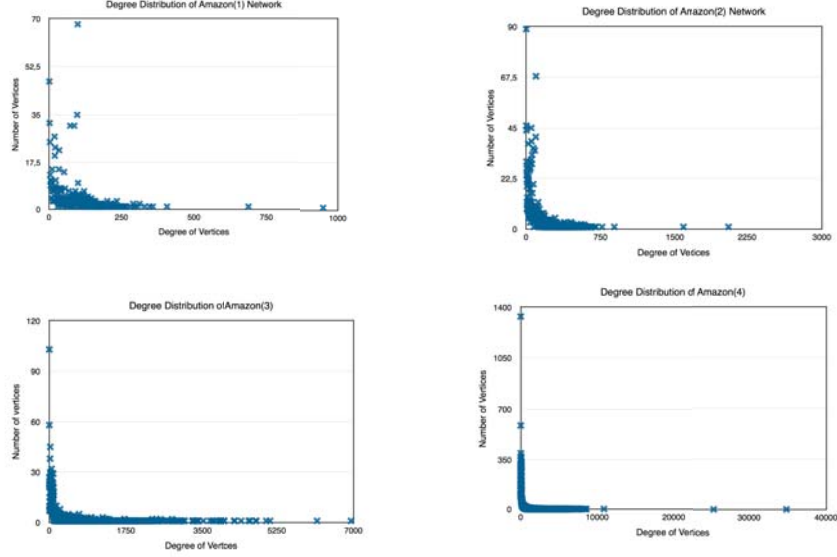 Degree Distribution of Amazon(1) Network
70
52,5
35
17,5
0
Number of Vertices
0 250 500 750 1000
Degree of Vertices
Degree Distribution of Amazon(2) Network
90
67,5
45
22,5
0
Number of Vertices
0 750 1500 2250 3000
Degree of Vetices
Degree Distribution of Amazon(3)
120
90
60
30
0
Number of vertices
0 1750 3500 5250 7000
Degree of Vertces
Degree Distribution of Amazon(4)
1400
1050
700
350
0
Number of Vertices
0 10000 20000 30000 40000
Degree of Verices